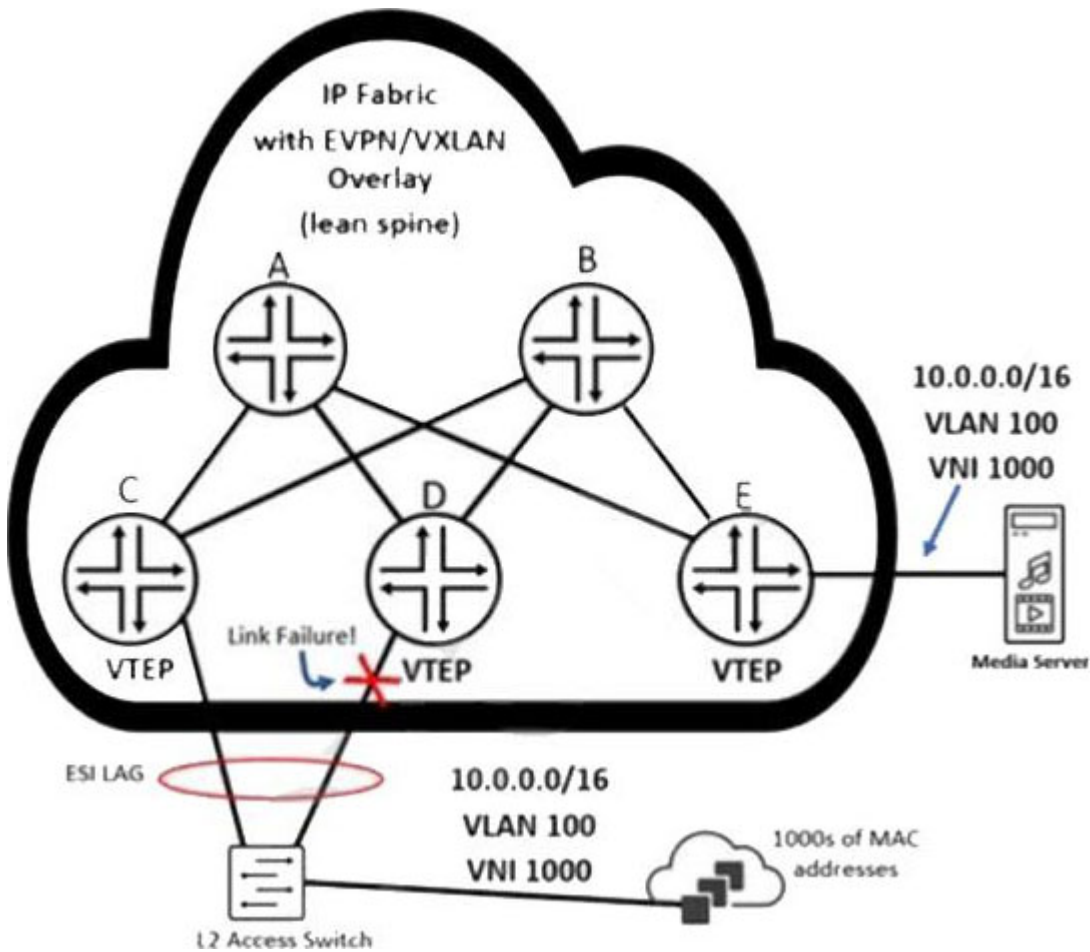 IP Fabric
with EVPN/VXLAN
Overlay
(lean spine)
A
B
10.0.0.0/16
VLAN 100
VNI 1000
C
D
E
Link Failure!
VTEP
VTEP
VTEP
Media Server
ESI LAG
10.0.0.0/16
VLAN 100
VNI 1000
1000s of MAC
addresses
L2 Access Switch